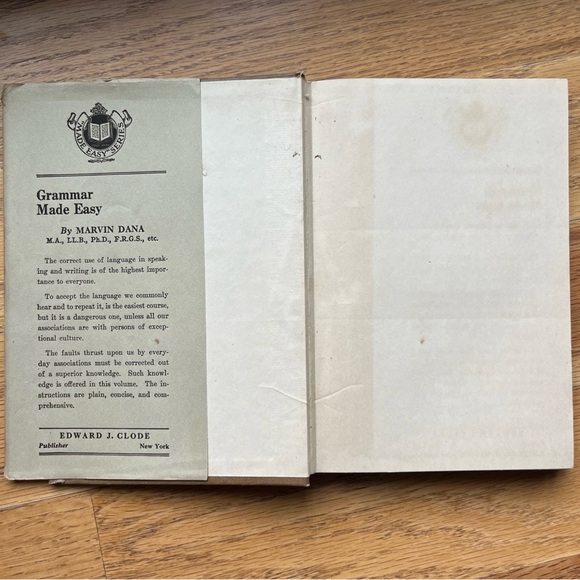 "MADE EASY" SERIES
Grammar
Made Easy
By MARVIN DANA
M.A., LL.B., Ph.D., F.R.G.S., etc.
The correct use of language in speak-
ing and writing is of the highest impor-
tance to everyone.
To accept the language we commonly
hear and to repeat it, is the easiest course,
but it is a dangerous one, unless all our
associations are with persons of excep-
tional culture.
The faults thrust upon us by every-
day associations must be corrected out
of a superior knowledge. Such knowl-
edge is offered in this volume. The in-
structions are plain, concise, and com-
prehensive.
EDWARD J. CLODE
Publisher New York